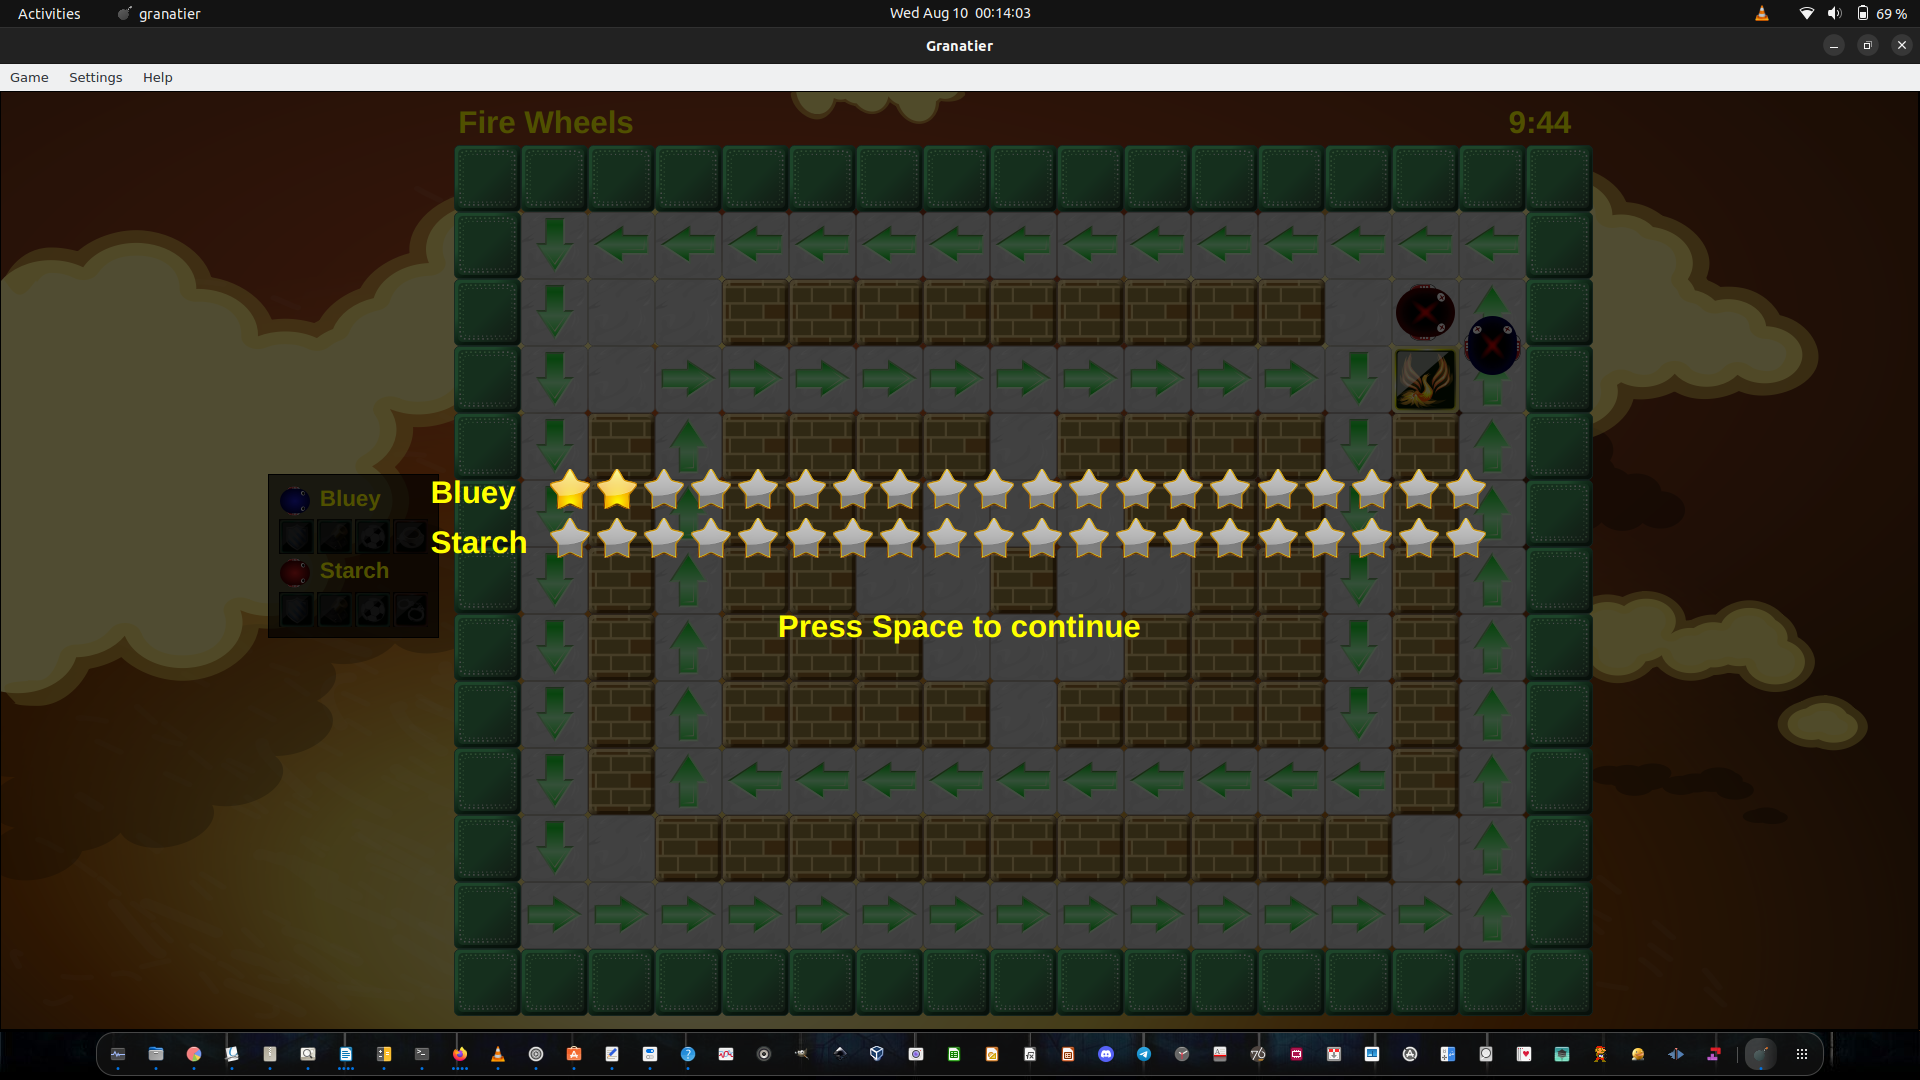 Activities granatier Wed Aug 10 00:14:03 69 %
Granatier
Game Settings Help
Fire Wheels 9:44
Bluey
Starch
Bluey
Starch
Press Space to continue
76